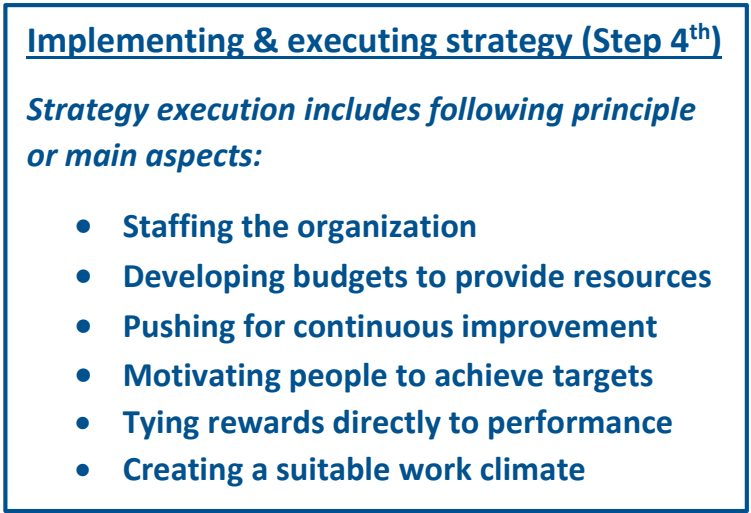 Implementing & executing strategy (Step 4th)
Strategy execution includes following principle
or main aspects:
• Staffing the organization
• Developing budgets to provide resources
• Pushing for continuous improvement
• Motivating people to achieve targets
• Tying rewards directly to performance
• Creating a suitable work climate